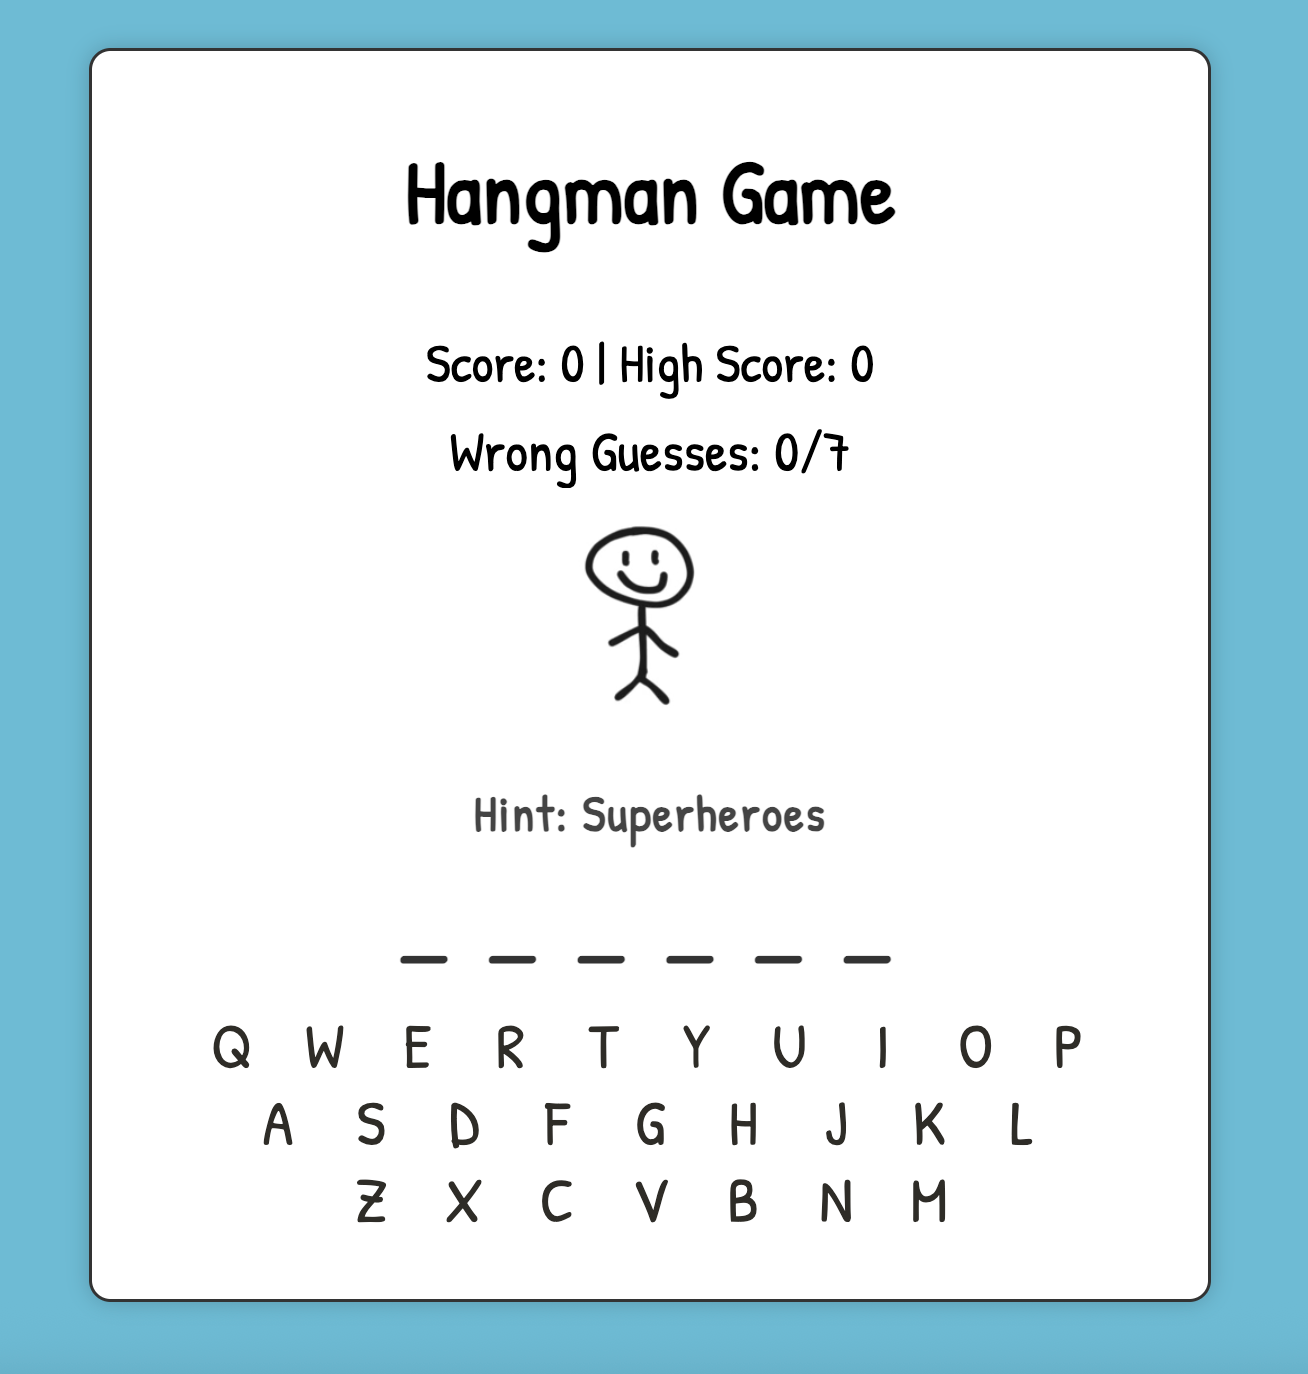 Hangman Game
Score: 0 | High Score: 0
Wrong Guesses: 0/7
Hint: Superheroes
_ _ _ _ _ _
Q W E R T Y U I O P
A S D F G H J K L
Z X C V B N M